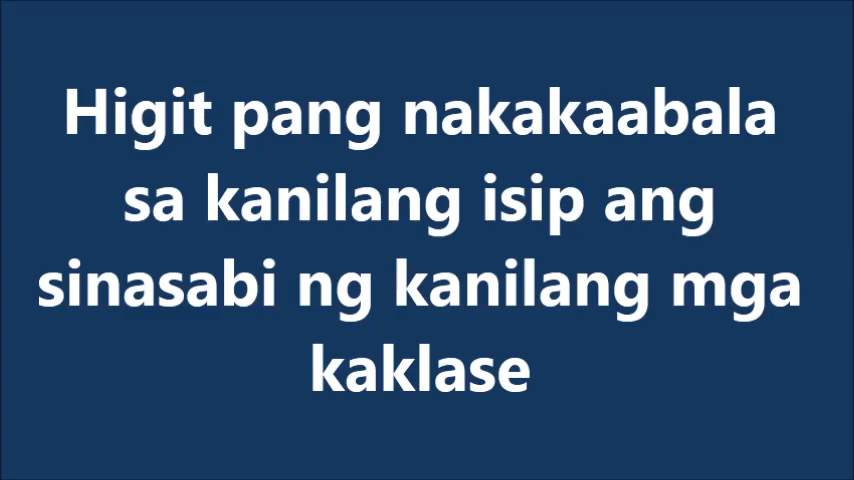 Higit pang nakakaabala
sa kanilang isip ang
sinasabi ng kanilang mga
kaklase